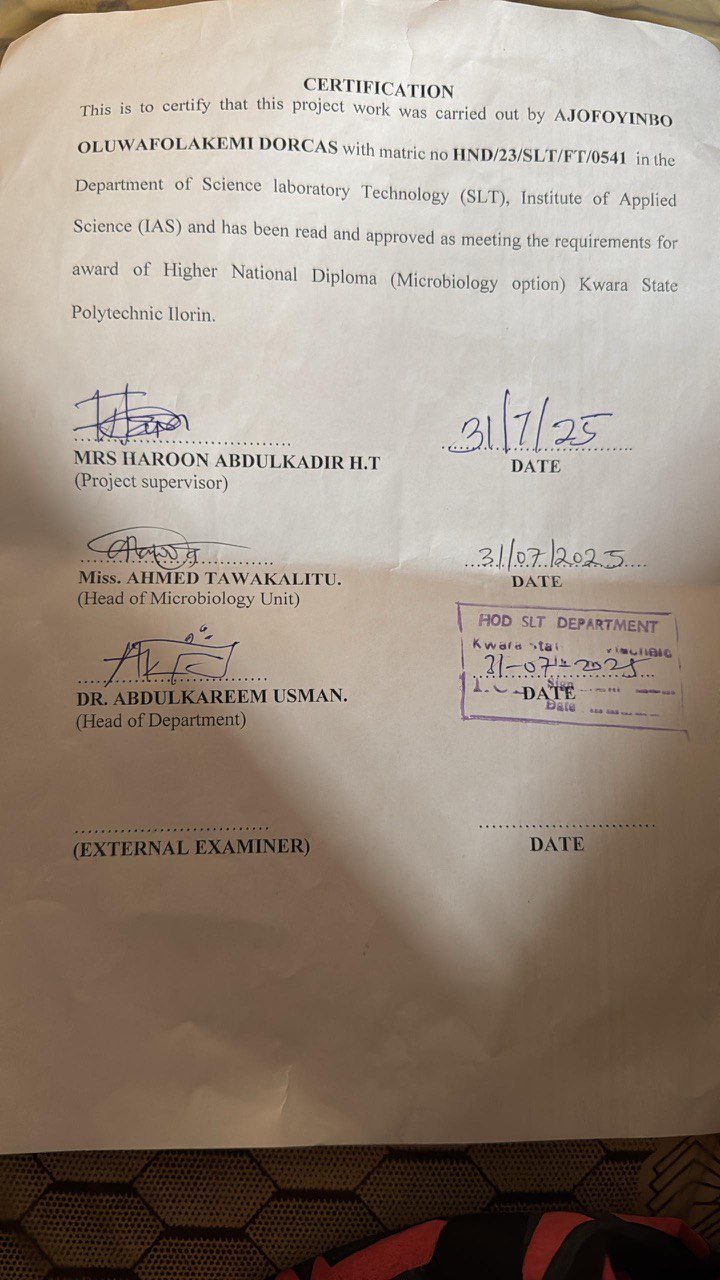 CERTIFICATION
This is to certify that this project work was carried out by AJOFOYINBO
OLUWAFOLAKEMI DORCAS with matric no HND/23/SLT/FT/0541 in the
Department of Science laboratory Technology (SLT), Institute of Applied
Science (IAS) and has been read and approved as meeting the requirements for
award of Higher National Diploma (Microbiology option) Kwara State
Polytechnic Ilorin.
31/7/25
MRS HAROON ABDULKADIR H.T DATE
(Project supervisor)
31/07/2025
Miss. AHMED TAWAKALITU. DATE
(Head of Microbiology Unit)
HOD SLT DEPARTMENT
Kwara
31-07-2025
Sign
DR. ABDULKAREEM USMAN. DATE
Date
(Head of Department)
(EXTERNAL EXAMINER) DATE